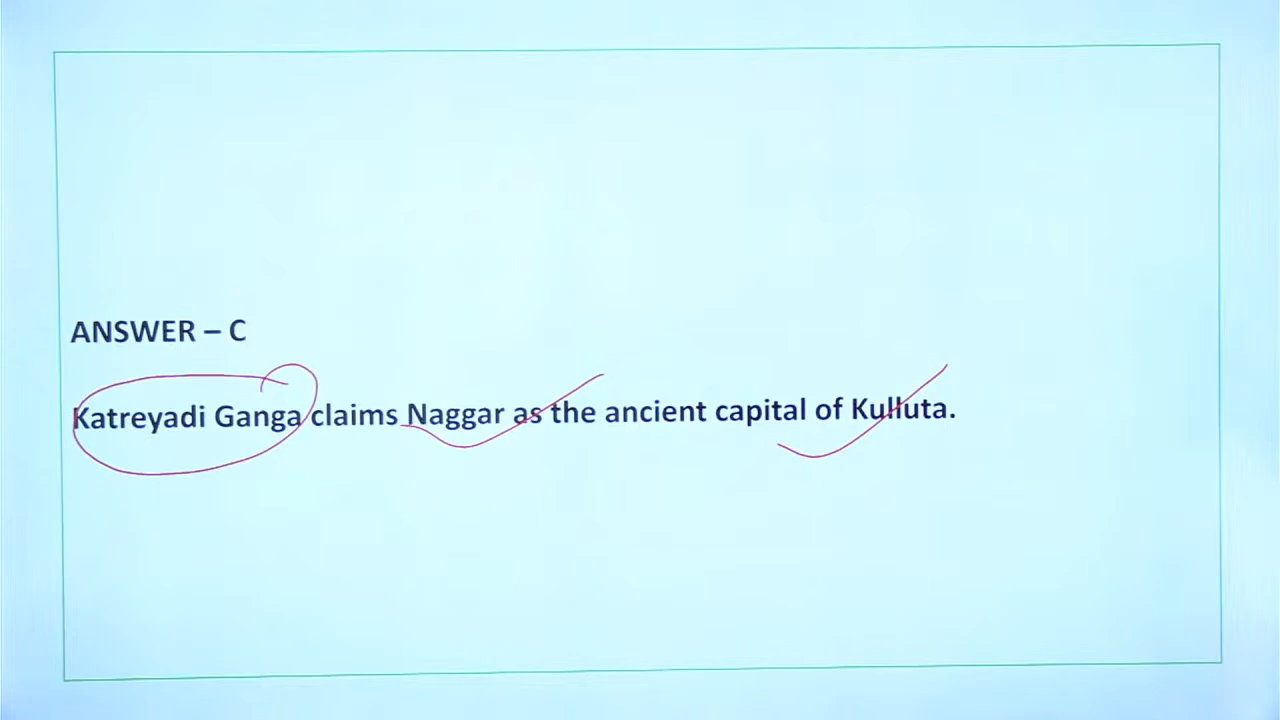 ANSWER – C
Katreyadi Ganga claims Naggar as the ancient capital of Kulluta.